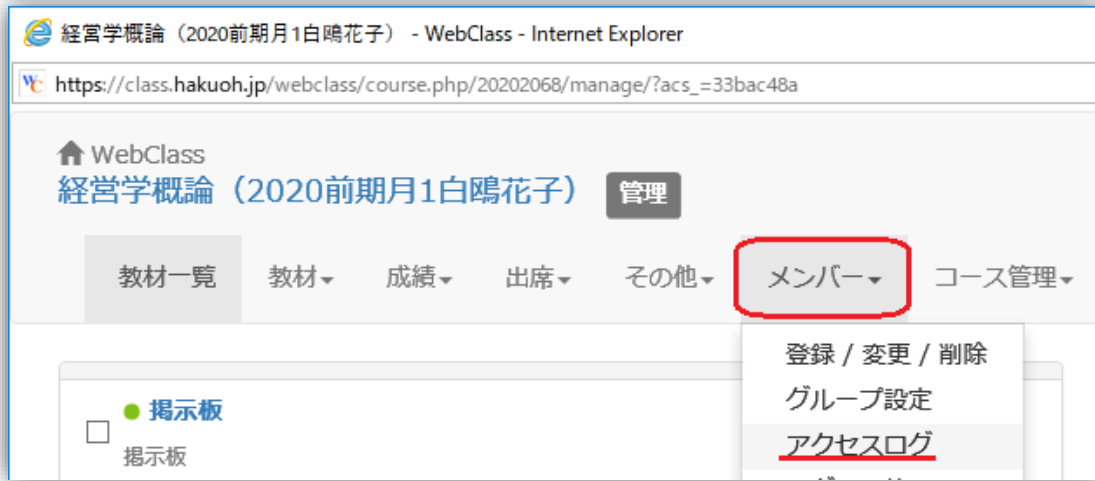 経営学概論（2020前期月1白鴎花子） - WebClass - Internet Explorer
https://class.hakuoh.jp/webclass/course.php/20202068/manage/?acs_=33bac48a
WebClass
経営学概論（2020前期月1白鴎花子） 管理
教材一覧 教材 成績 出席 その他 メンバー コース管理
登録 / 変更 / 削除
グループ設定
アクセスログ
掲示板
掲示板